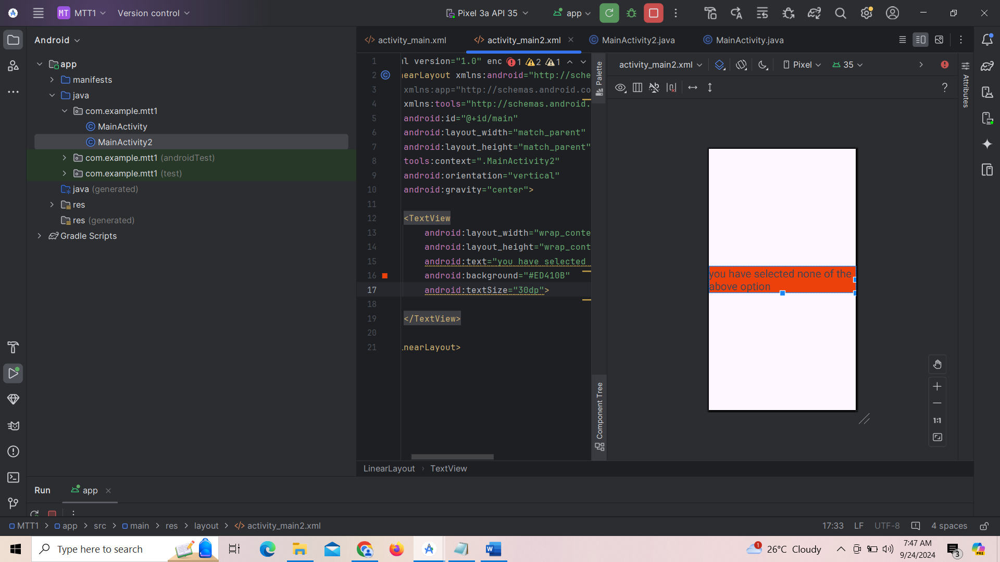 MT MTT1 Version control Pixel 3a API 35 app
Android
app
manifests
java
com.example.mtt1
MainActivity
MainActivity2
com.example.mtt1 (androidTest)
com.example.mtt1 (test)
java (generated)
res
res (generated)
Gradle Scripts
activity_main.xml activity_main2.xml MainActivity2.java MainActivity.java
1 l version="1.0" enc 1 2 1
2 nearLayout xmlns:android="http://sche
3 xmlns:app="http://schemas.android.co
4 xmlns:tools="http://schemas.android.
5 android:id="@+id/main"
6 android:layout_width="match_parent"
7 android:layout_height="match_parent"
8 tools:context=".MainActivity2"
9 android:orientation="vertical"
10 android:gravity="center">
11
12 <TextView
13 android:layout_width="wrap_conte
14 android:layout_height="wrap_cont
15 android:text="you have selected
16 android:background="#ED410B"
17 android:textSize="30dp">
18
19 </TextView>
20
21 nearLayout>
LinearLayout › TextView
Palette
Component Tree
activity_main2.xml Pixel 35
?
Attributes
you have selected none of the
above option
1:1
Run app
MTT1 > app > src > main > res > layout > activity_main2.xml 17:33 LF UTF-8 4 spaces
Type here to search
1 26°C Cloudy
7:47 AM
9/24/2024
3
PRE